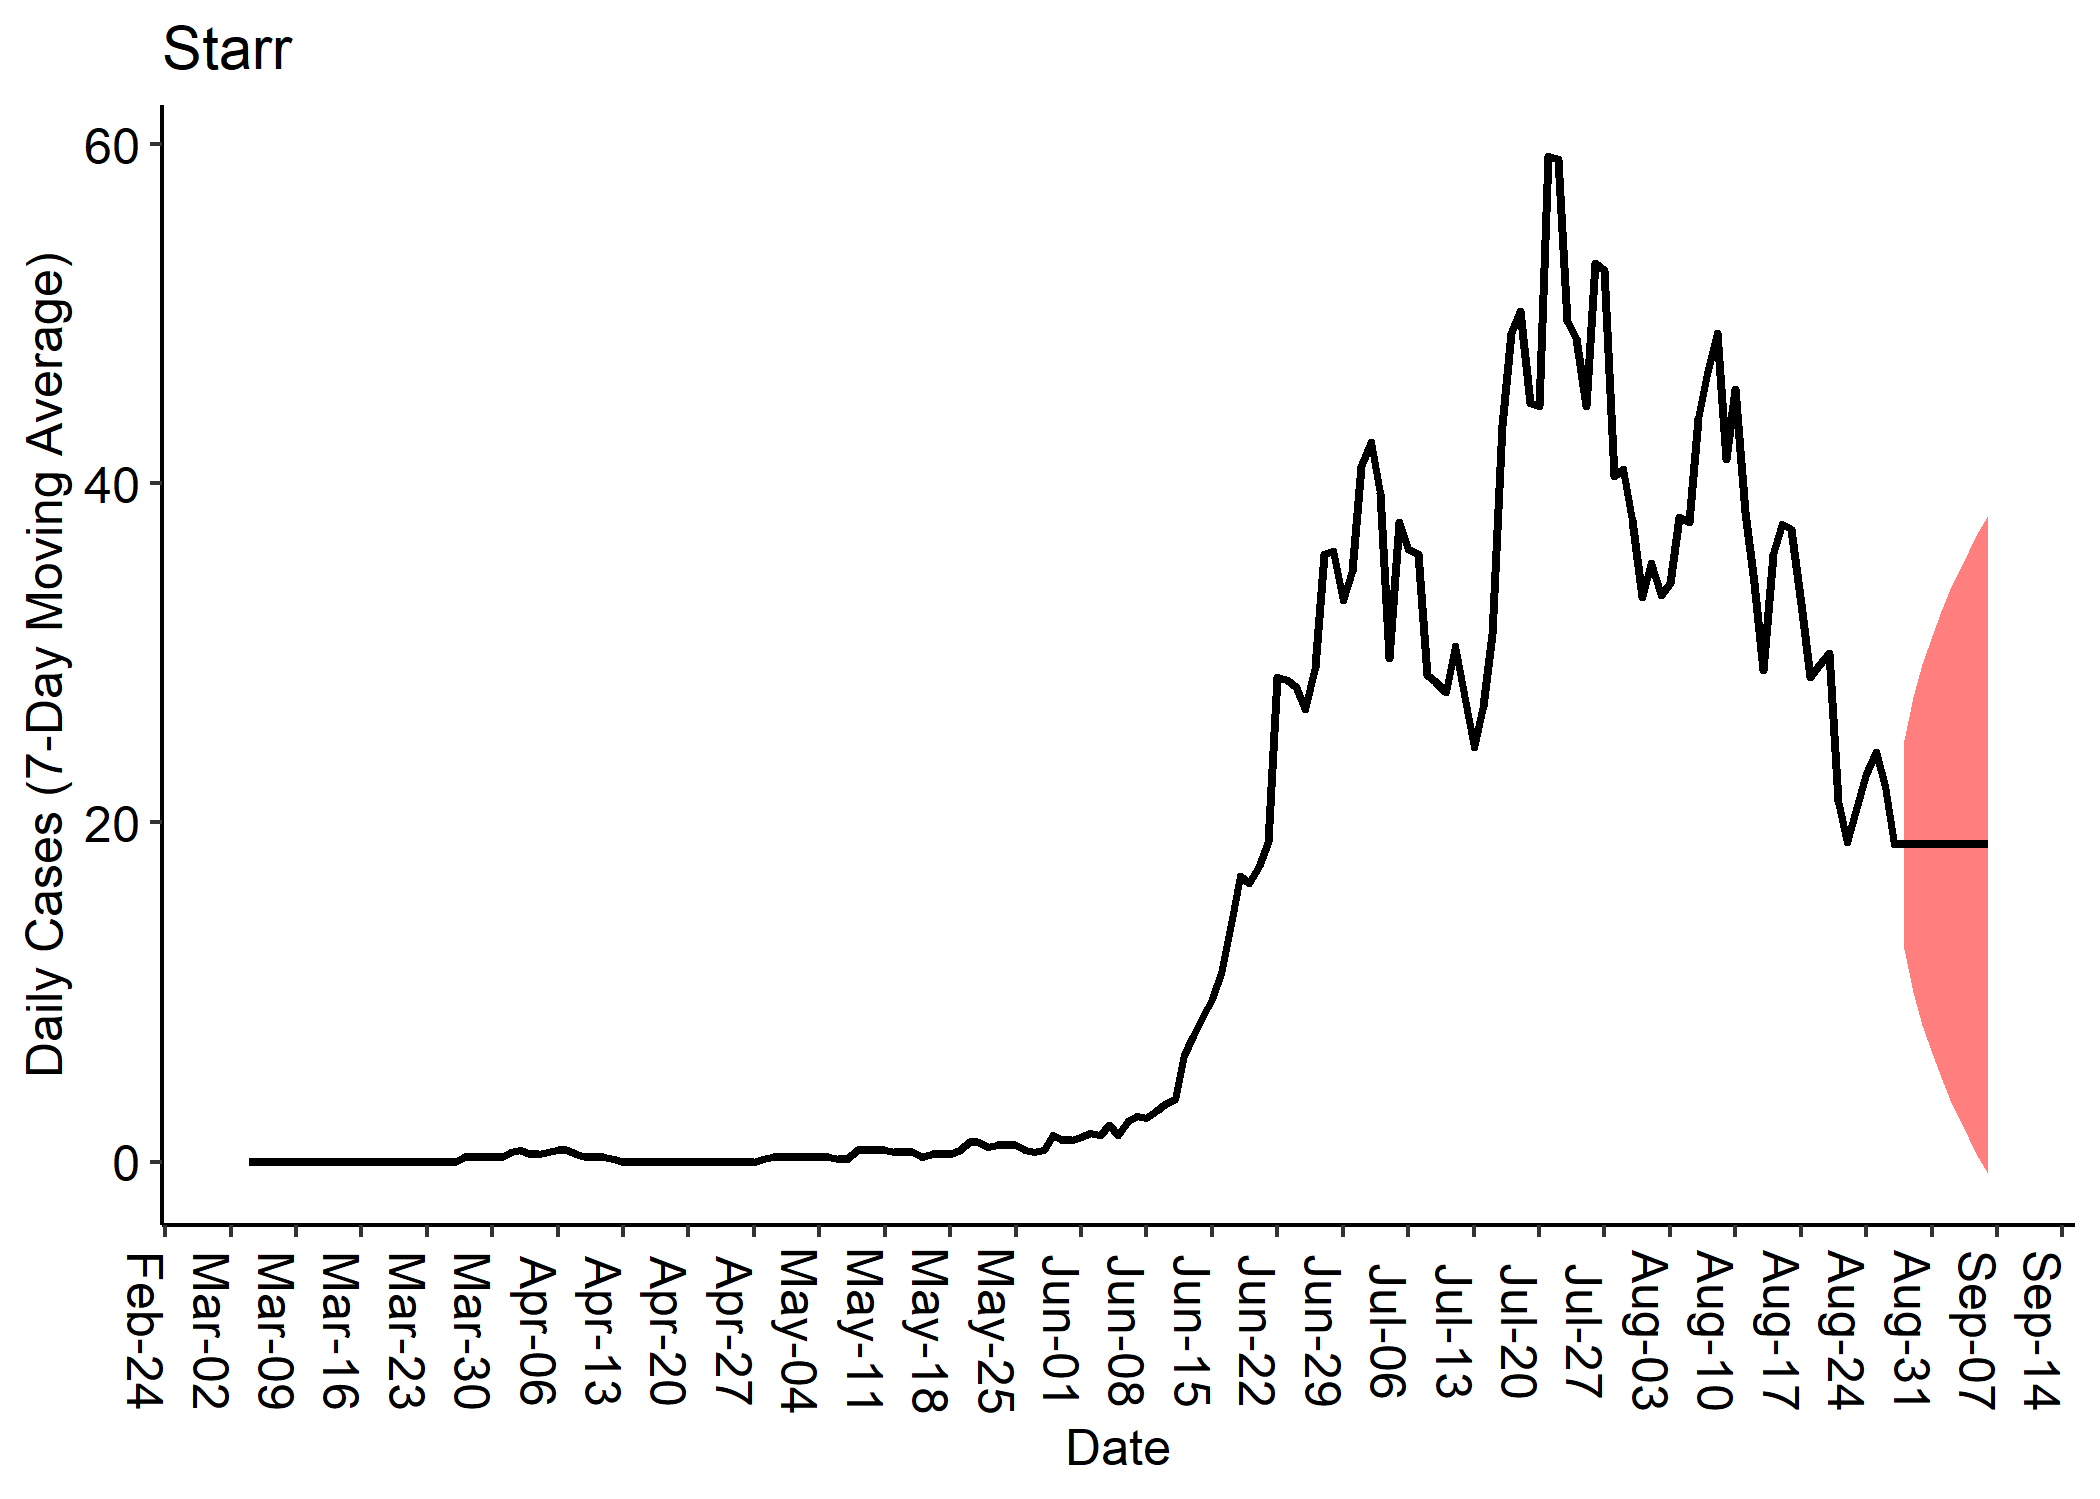 Starr
Daily Cases (7-Day Moving Average)
60
40
20
0
Feb-24
Mar-02
Mar-09
Mar-16
Mar-23
Mar-30
Apr-06
Apr-13
Apr-20
Apr-27
May-04
May-11
May-18
May-25
Jun-01
Jun-08
Jun-15
Jun-22
Jun-29
Jul-06
Jul-13
Jul-20
Jul-27
Aug-03
Aug-10
Aug-17
Aug-24
Aug-31
Sep-07
Sep-14
Date